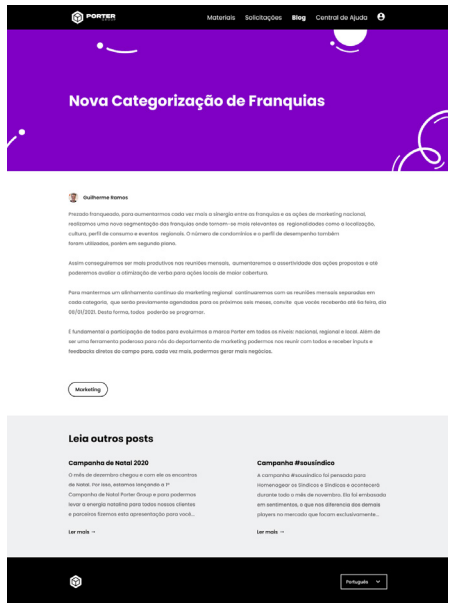 PORTER
GROUP
Materiais Solicitações Blog Central de Ajuda
Nova Categorização de Franquias
Guilherme Ramos
Prezado franqueado, para aumentarmos cada vez mais a sinergia entre as franquias e as ações de marketing nacional,
realizamos uma nova segmentação das franquias onde tornam-se mais relevantes as regionalidades como a localização,
cultura, perfil de consumo e eventos regionais. O número de condomínios e o perfil de desempenho também
foram utilizados, porém em segundo plano.
Assim conseguiremos ser mais produtivos nas reuniões mensais, aumentaremos a assertividade das ações propostas e até
poderemos avaliar a otimização de verba para ações locais de maior cobertura.
Para mantermos um alinhamento contínuo do marketing regional continuaremos com as reuniões mensais separadas em
cada categoria, que serão previamente agendadas para os próximos seis meses, convite que vocês receberão até 6a feira, dia
08/01/2021. Desta forma, todos poderão se programar.
É fundamental a participação de todos para evoluirmos a marca Porter em todos os níveis: nacional, regional e local. Além de
ser uma ferramenta poderosa para nós do departamento de marketing podermos nos reunir com todos e receber inputs e
feedbacks diretos do campo para, cada vez mais, podermos gerar mais negócios.
Marketing
Leia outros posts
Campanha de Natal 2020
O mês de dezembro chegou e com ele os encontros
de Natal. Por isso, estamos lançando a 1ª
Campanha de Natal Porter Group e para podermos
levar a energia natalina para todos nossos clientes
e parceiros fizemos esta apresentação para você...
Ler mais →
Campanha #sousíndico
A campanha #sousíndico foi pensada para
Homenagear os Síndicos e Síndicas e acontecerá
durante todo o mês de novembro. Ela foi embasada
em sentimentos, o que nos diferencia dos demais
players no mercado que focam exclusivamente...
Ler mais →
Português